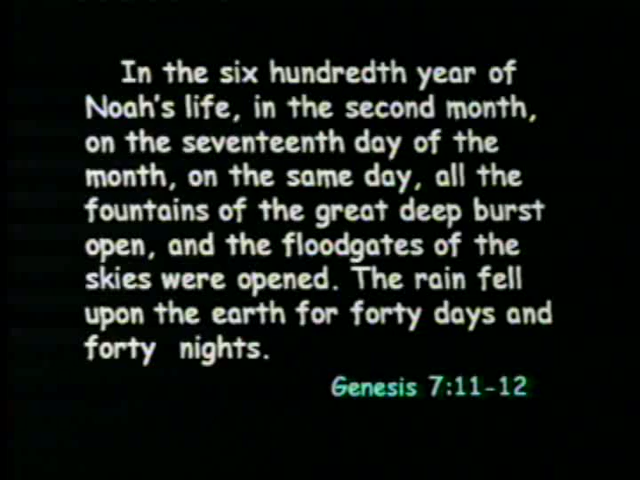 In the six hundredth year of
Noah's life, in the second month,
on the seventeenth day of the
month, on the same day, all the
fountains of the great deep burst
open, and the floodgates of the
skies were opened. The rain fell
upon the earth for forty days and
forty nights.
Genesis 7:11-12